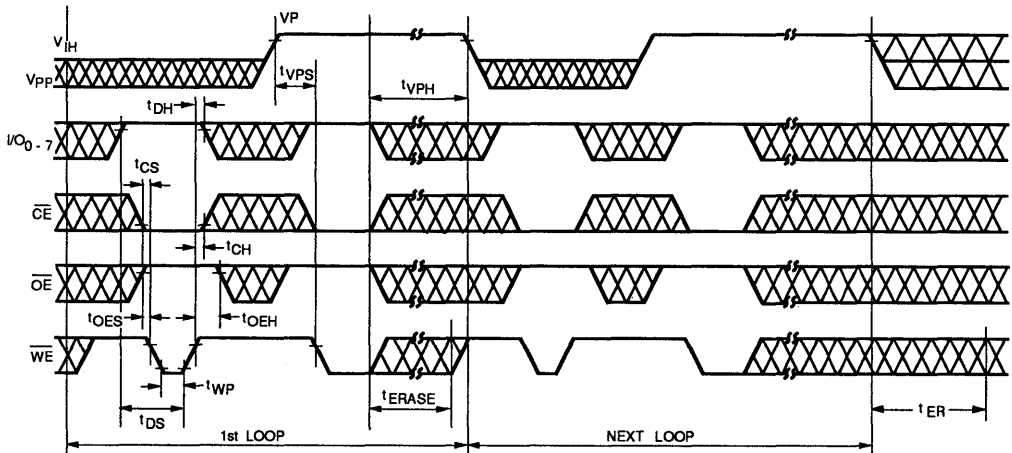 VP
VIH
VPP
tVPS
tVPH
tDH
I/O0 - 7
tCS
CE
tCH
OE
tOES
tOEH
WE
tWP
tERASE
tDS
tER
1st LOOP
NEXT LOOP